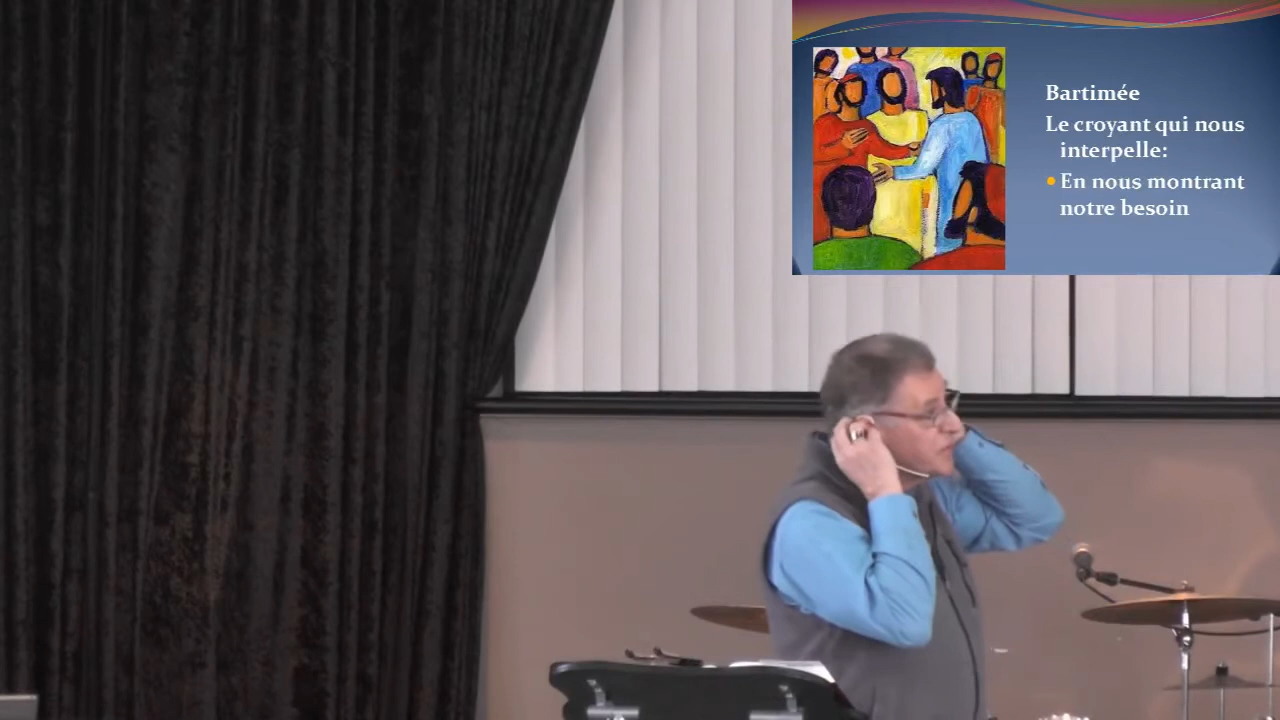 Bartimée
Le croyant qui nous
interpelle:
En nous montrant
notre besoin